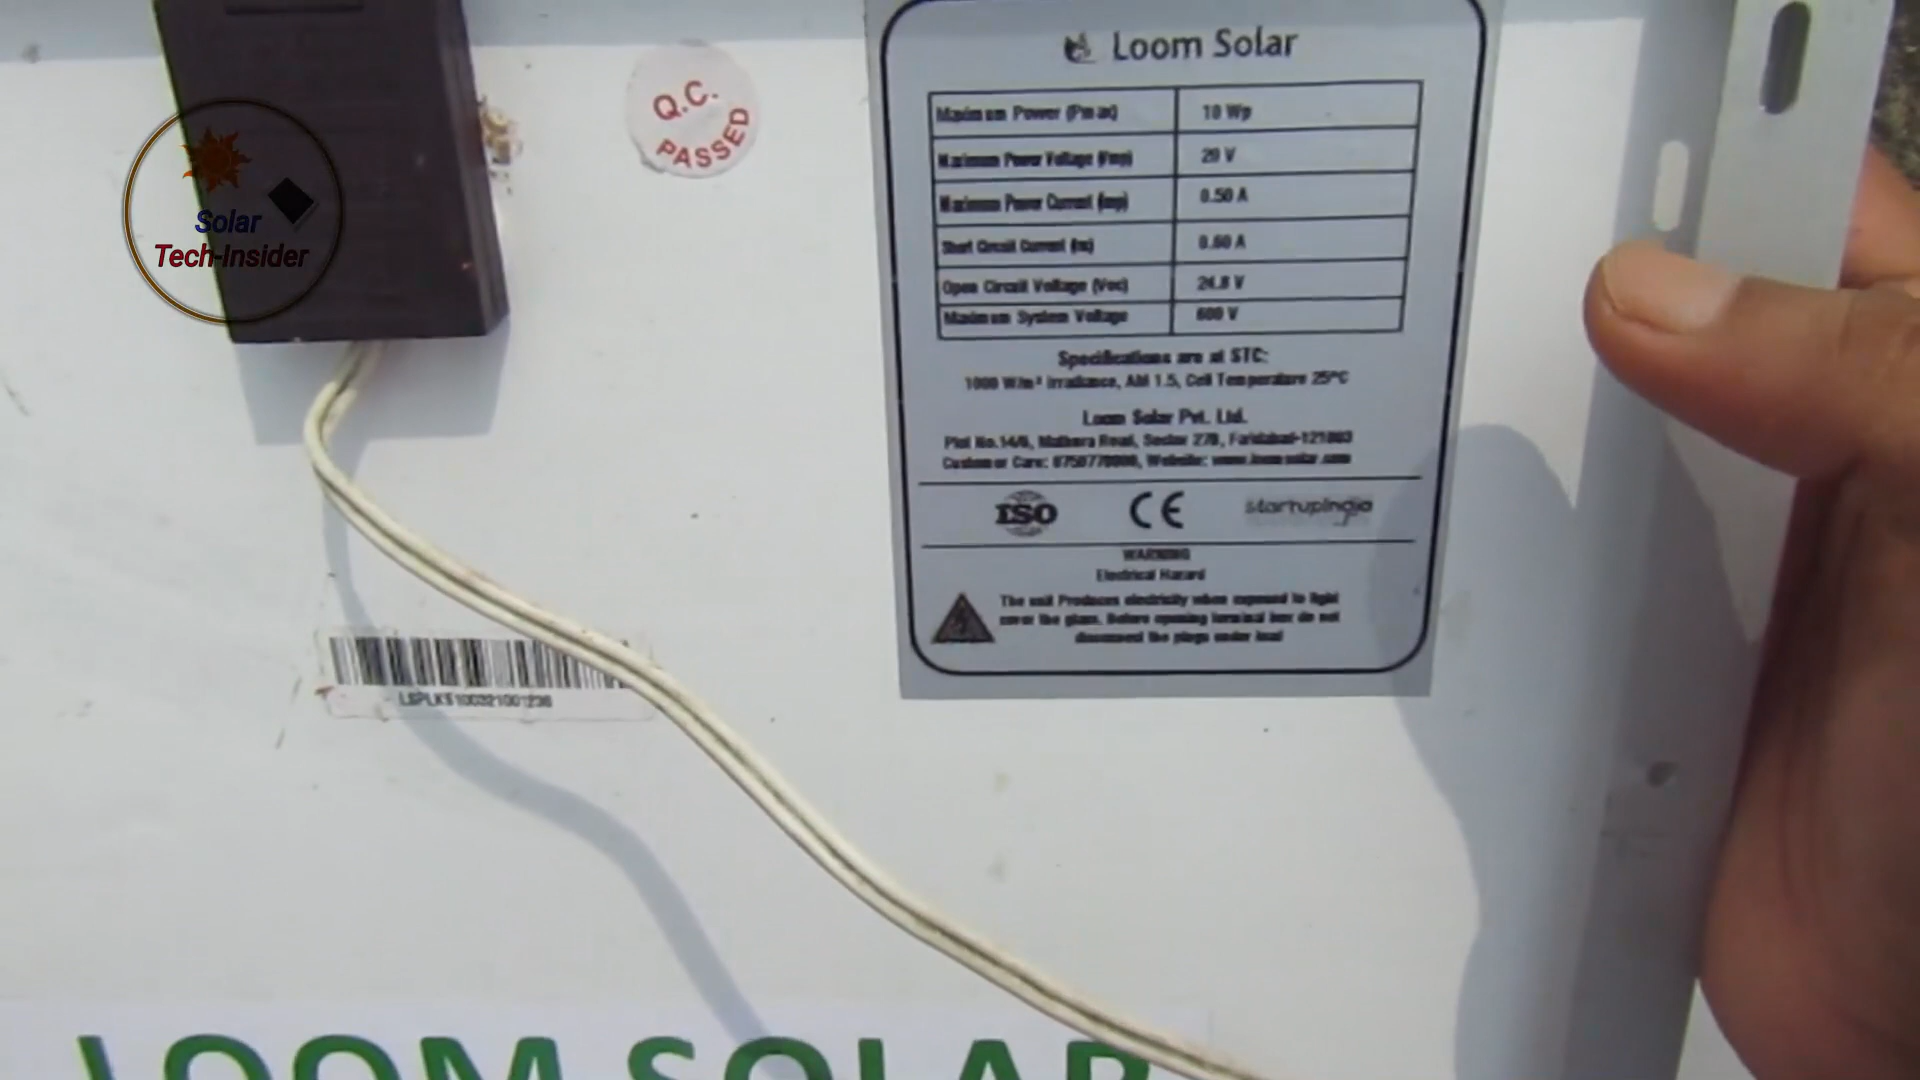 Loom Solar
Maximum Power (Pmax) 10 Wp
Maximum Power Voltage (Vmp) 20 V
Maximum Power Current (Imp) 0.50 A
Short Circuit Current (Isc) 0.60 A
Open Circuit Voltage (Voc) 24.8 V
Maximum System Voltage 600 V
Specifications are at STC:
1000 W/m² Irradiance, AM 1.5, Cell Temperature 25°C
Loom Solar Pvt. Ltd.
Plot No. Mathura Road, Sector Faridabad-121003
Customer Care: Website: www.loomsolar.com
ISO CE startupindia
WARNING
Electrical Hazard
The unit Produces electricity when exposed to light
cover the glass. Before opening terminal box do not
disconnect the plugs under load
Q.C.
PASSED
Solar
Tech-Insider
LOOM SOLAR